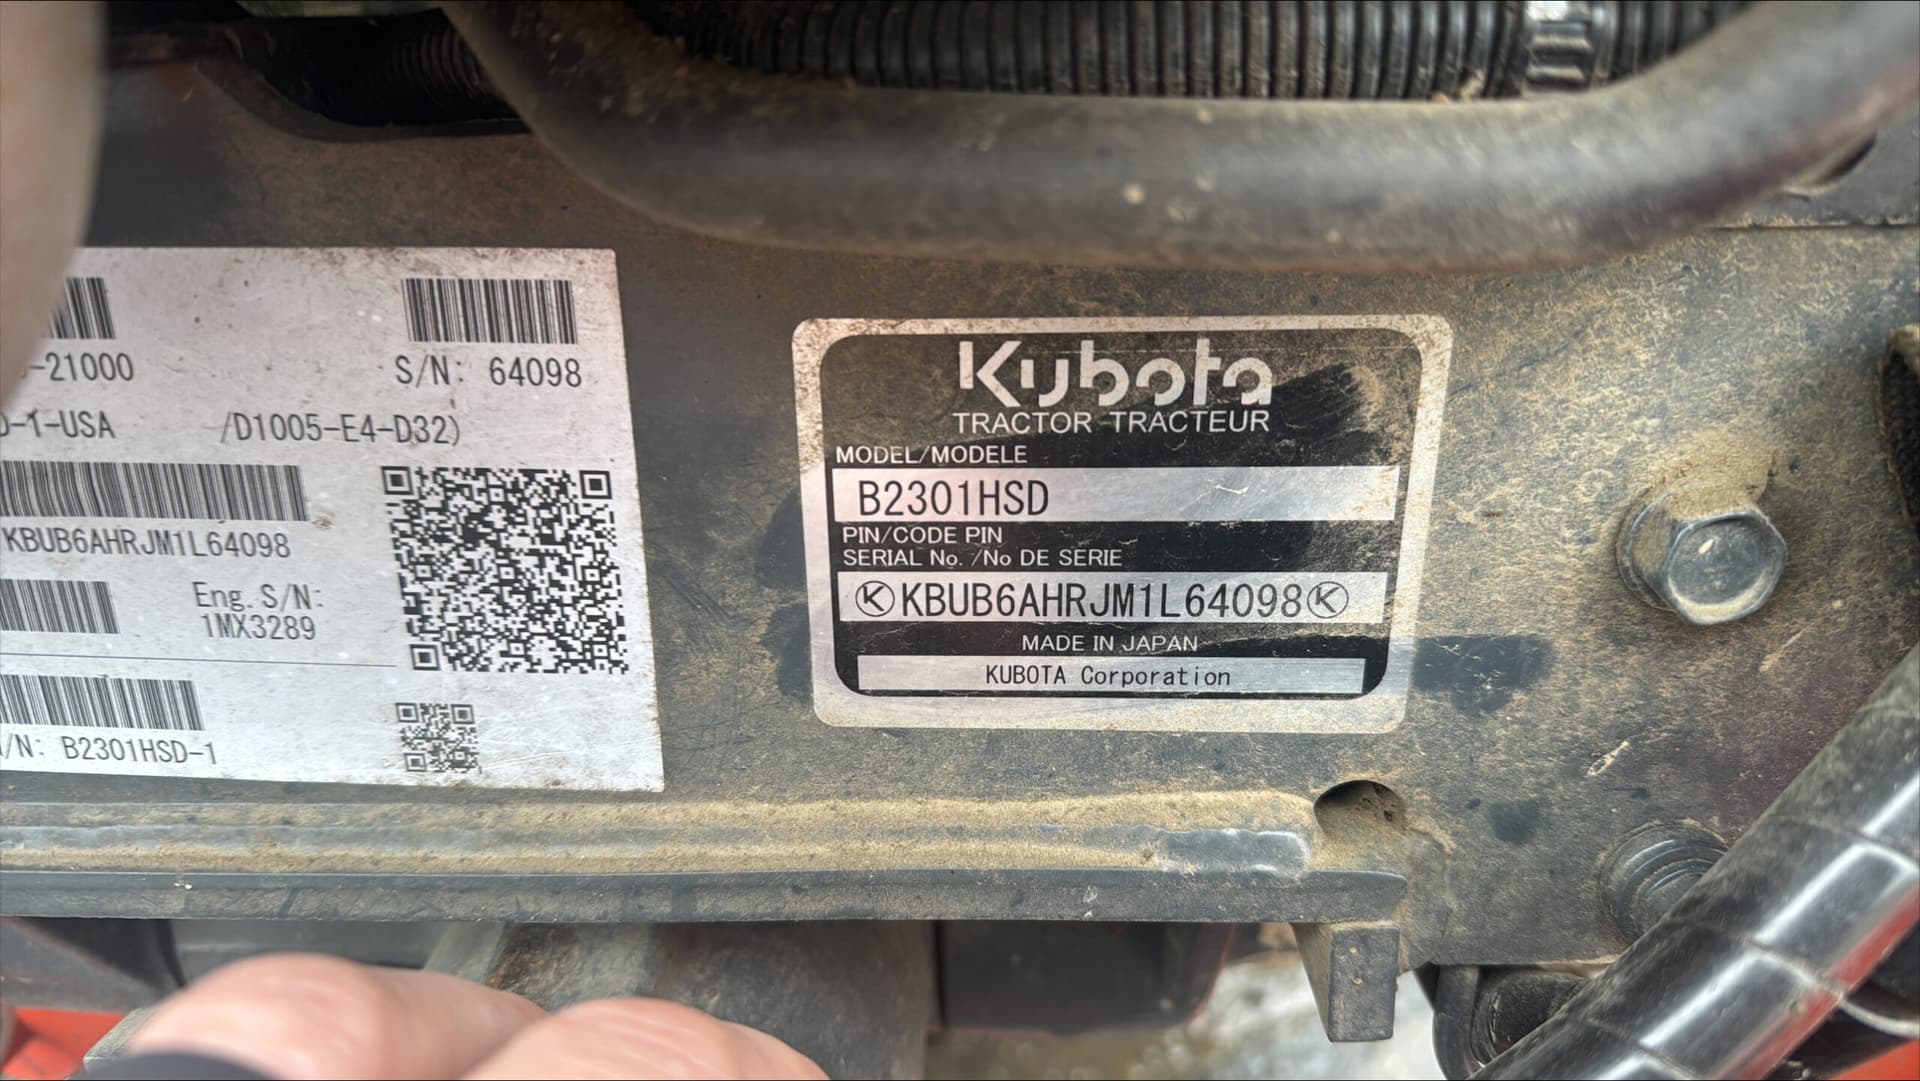 -21000
S/N: 64098
D-1-USA
/D1005-E4-D32)
KBUB6AHRJM1L64098
Eng. S/N:
1MX3289
/N: B2301HSD-1
Kubota
TRACTOR TRACTEUR
MODEL/MODELE
B2301HSD
PIN/CODE PIN
SERIAL No. /No DE SERIE
KBUB6AHRJM1L64098
MADE IN JAPAN
KUBOTA Corporation